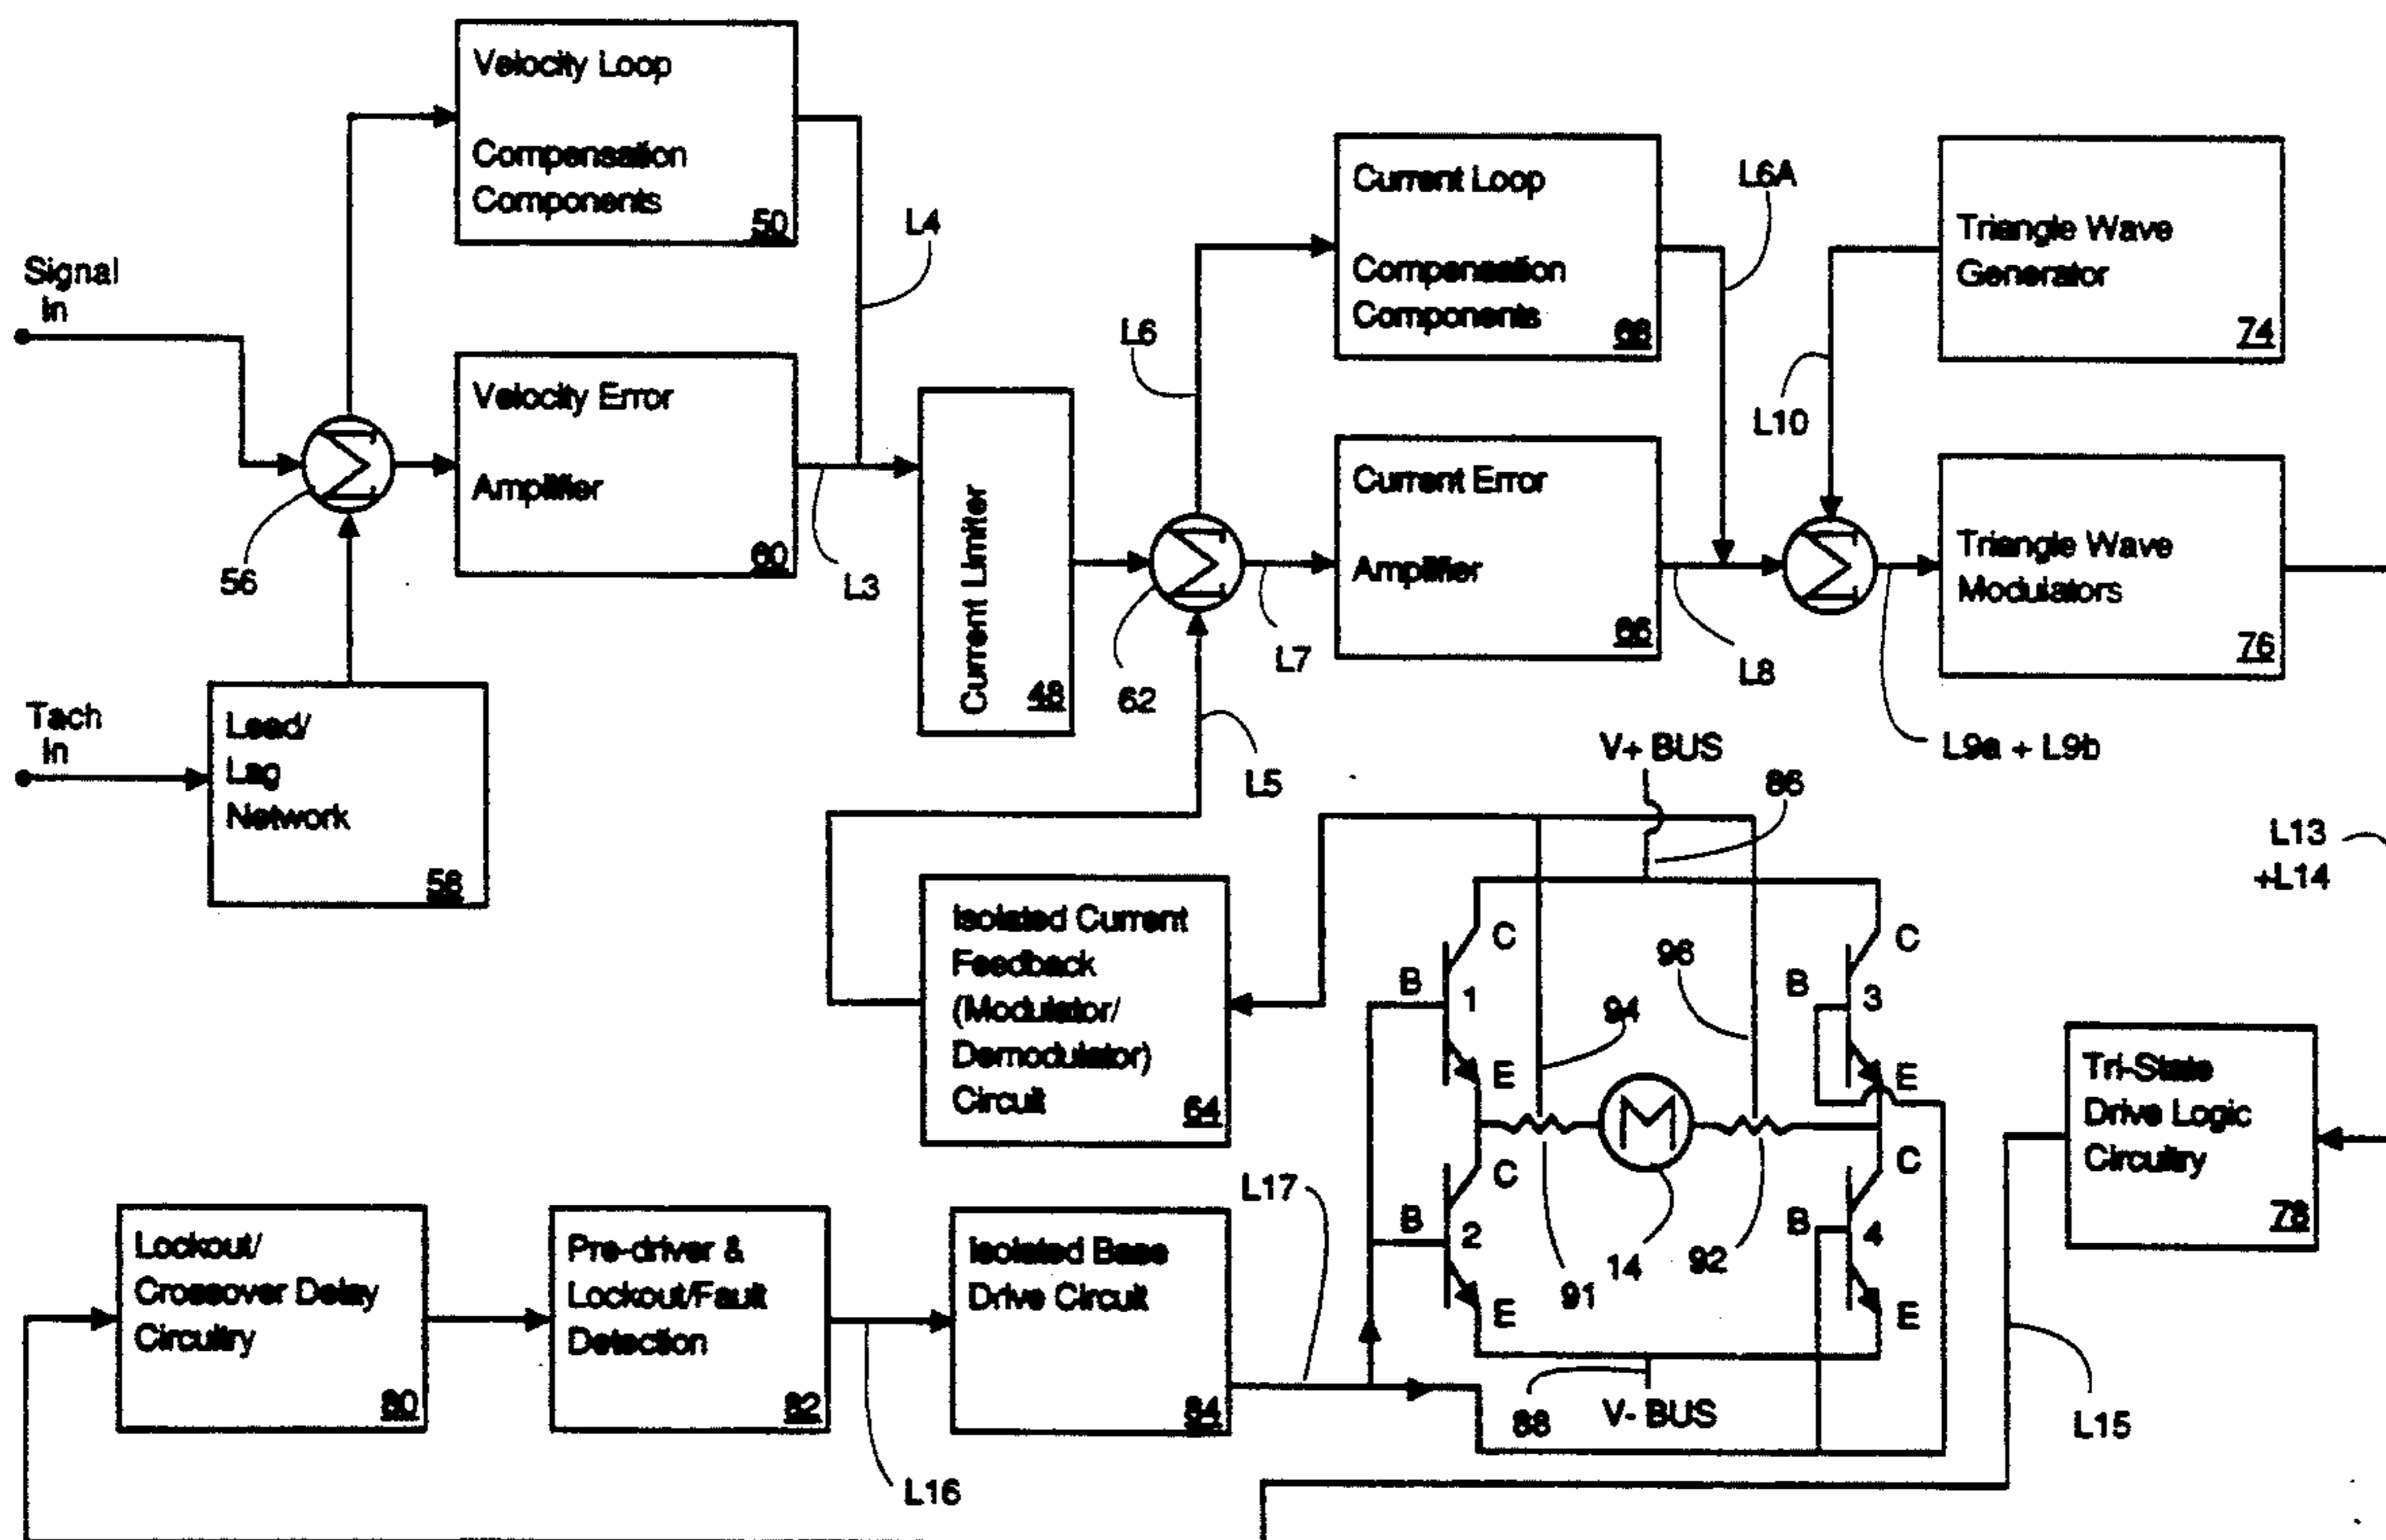 Velocity Loop
Compensation
Components
50
L4
Signal
In
Velocity Error
Amplifier
60
56
L3
Tach
In
Lead/
Lag
Network
58
Current Limiter
48
L6
62
L7
L5
Current Loop
Compensation
Components
68
L6A
Current Error
Amplifier
66
L8
L10
Triangle Wave
Generator
74
Triangle Wave
Modulators
76
L9a + L9b
L13
+L14
V+ BUS
86
Isolated Current
Feedback
(Modulator/
Demodulator)
Circuit
64
C
B
1
E
94
96
C
B
3
E
M
C
B
2
E
91
14
92
C
B
4
E
88
V- BUS
Tri-State
Drive Logic
Circuitry
78
L15
L17
Lockout/
Crossover Delay
Circuitry
80
Pre-driver &
Lockout/Fault
Detection
82
L16
Isolated Base
Drive Circuit
84